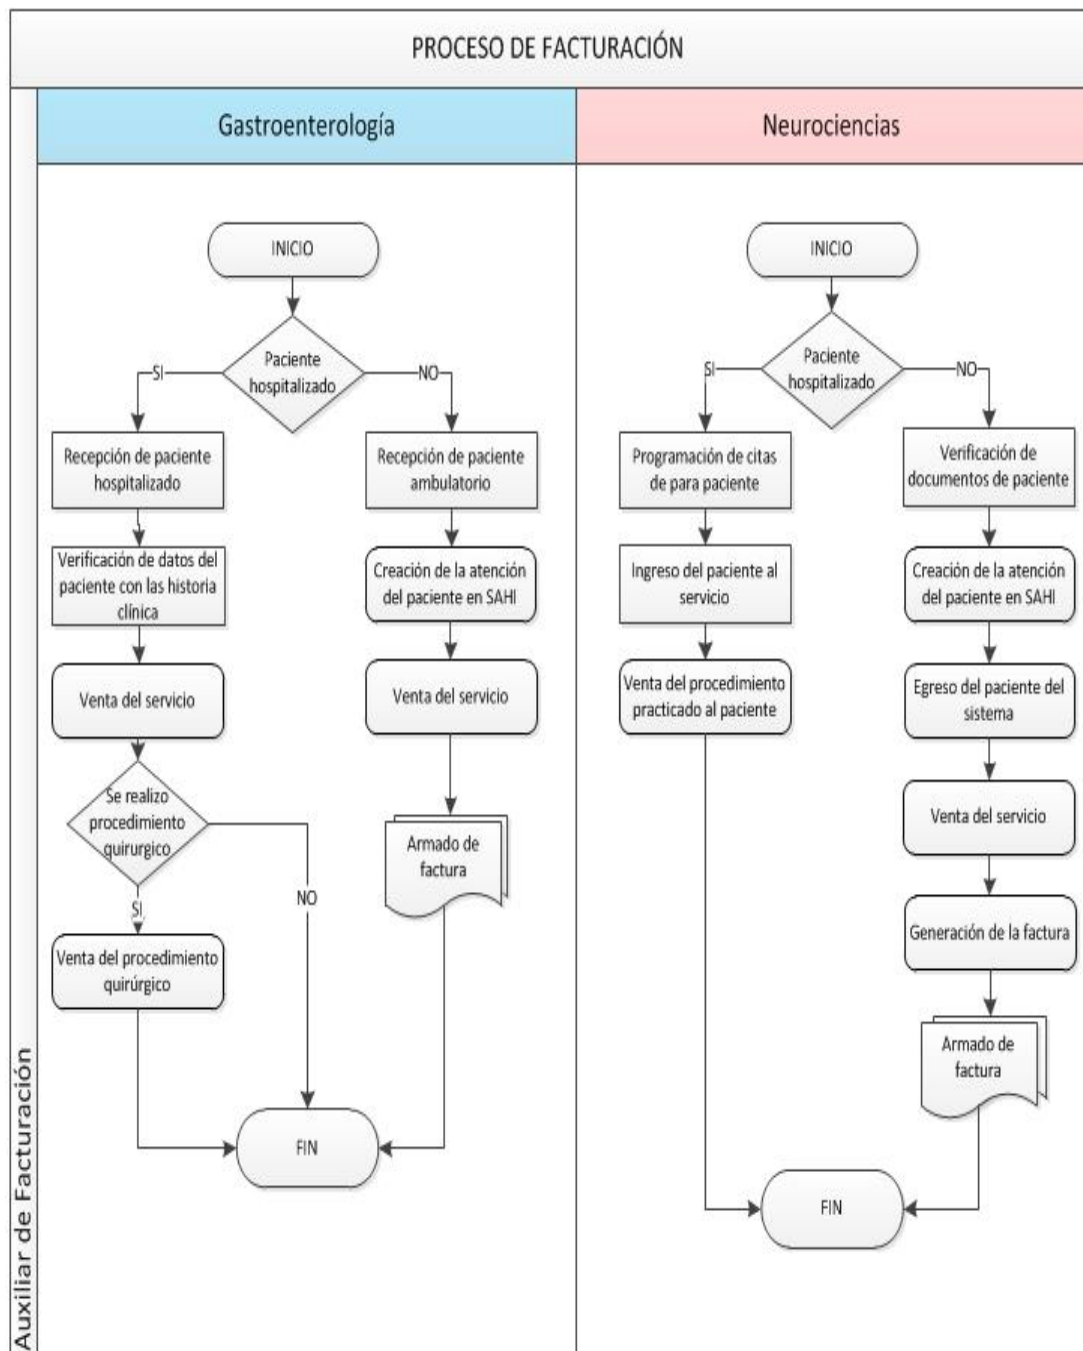 PROCESO DE FACTURACIÓN
Gastroenterología
Neurociencias
Auxiliar de Facturación
INICIO
Paciente
hospitalizado
SI
NO
Recepción de paciente
hospitalizado
Recepción de paciente
ambulatorio
Verificación de datos del
paciente con las historia
clínica
Creación de la atención
del paciente en SAHI
Venta del servicio
Venta del servicio
Se realizo
procedimiento
quirurgico
Armado de
factura
SI
NO
Venta del procedimiento
quirúrgico
FIN
INICIO
Paciente
hospitalizado
SI
NO
Programación de citas
de para paciente
Verificación de
documentos de paciente
Ingreso del paciente al
servicio
Creación de la atención
del paciente en SAHI
Venta del procedimiento
practicado al paciente
Egreso del paciente del
sistema
Venta del servicio
Generación de la factura
Armado de
factura
FIN